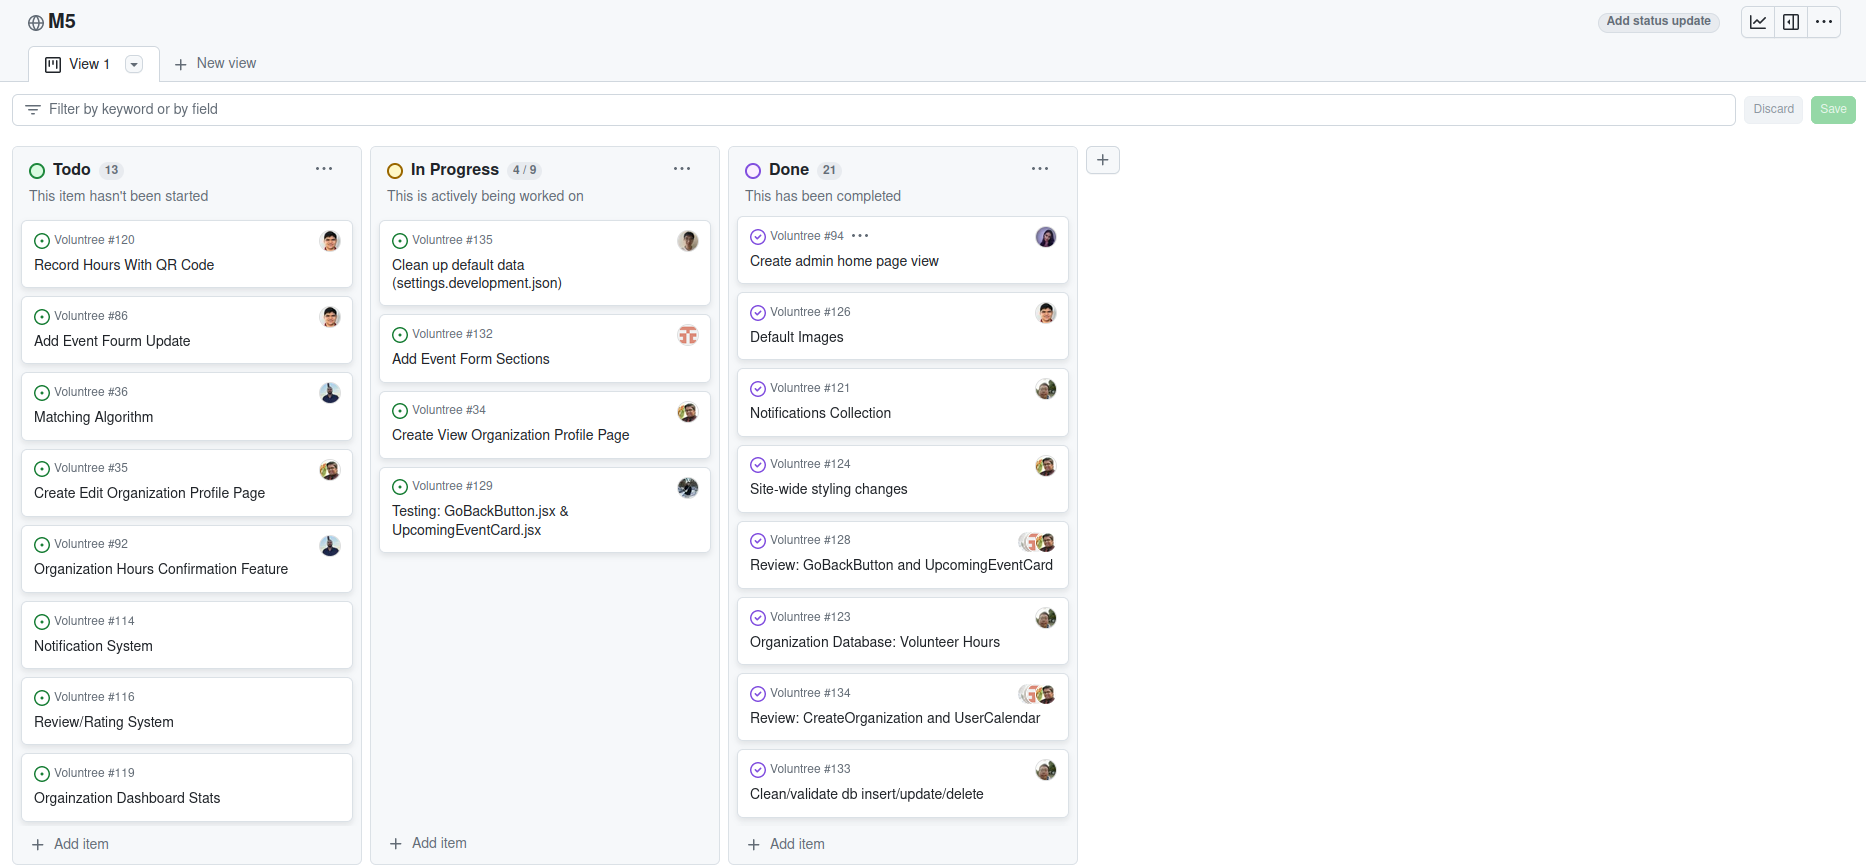 M5
Add status update
View 1
New view
Filter by keyword or by field
Discard
Save
Todo 13
This item hasn't been started
Voluntree #120
Record Hours With QR Code
Voluntree #86
Add Event Fourm Update
Voluntree #36
Matching Algorithm
Voluntree #35
Create Edit Organization Profile Page
Voluntree #92
Organization Hours Confirmation Feature
Voluntree #114
Notification System
Voluntree #116
Review/Rating System
Voluntree #119
Orgainzation Dashboard Stats
Add item
In Progress 4 / 9
This is actively being worked on
Voluntree #135
Clean up default data
(settings.development.json)
Voluntree #132
Add Event Form Sections
Voluntree #34
Create View Organization Profile Page
Voluntree #129
Testing: GoBackButton.jsx &
UpcomingEventCard.jsx
Add item
Done 21
This has been completed
Voluntree #94
Create admin home page view
Voluntree #126
Default Images
Voluntree #121
Notifications Collection
Voluntree #124
Site-wide styling changes
Voluntree #128
Review: GoBackButton and UpcomingEventCard
Voluntree #123
Organization Database: Volunteer Hours
Voluntree #134
Review: CreateOrganization and UserCalendar
Voluntree #133
Clean/validate db insert/update/delete
Add item